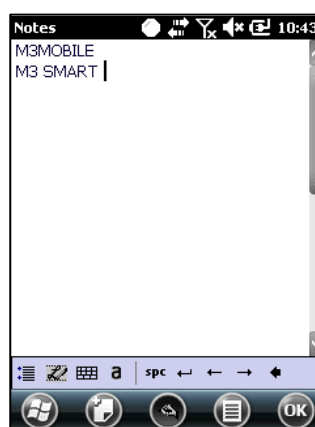 Notes 10:43
M3MOBILE
M3 SMART
a spc
OK